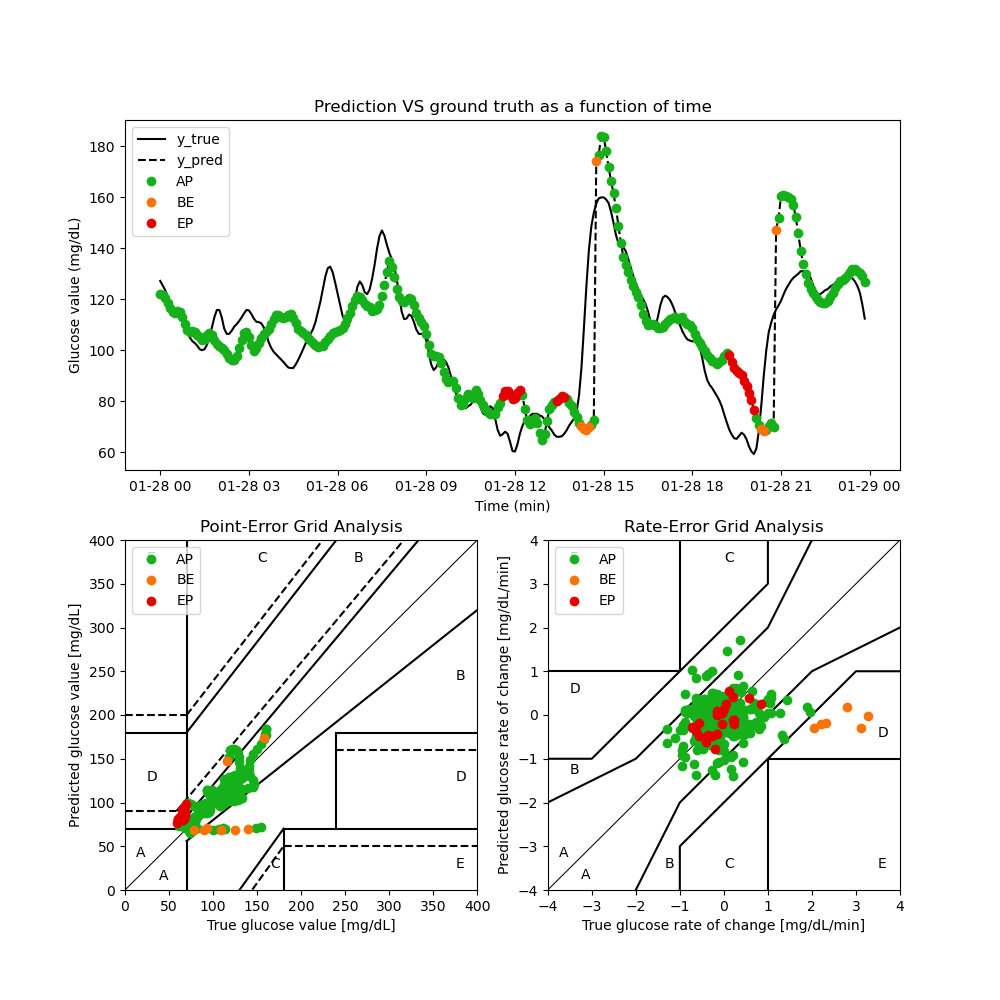 Prediction VS ground truth as a function of time
Glucose value (mg/dL)
180
160
140
120
100
80
60
y_true
y_pred
AP
BE
EP
01-28 00 01-28 03 01-28 06 01-28 09 01-28 12 01-28 15 01-28 18 01-28 21 01-29 00
Time (min)
Point-Error Grid Analysis
Predicted glucose value [mg/dL]
400
350
300
250
200
150
100
50
0
AP
BE
EP
C
B
B
D
D
A
A
C
E
0 50 100 150 200 250 300 350 400
True glucose value [mg/dL]
Rate-Error Grid Analysis
Predicted glucose rate of change [mg/dL/min]
4
3
2
1
0
−1
−2
−3
−4
AP
BE
EP
C
D
D
B
A
A
B
C
E
−4 −3 −2 −1 0 1 2 3 4
True glucose rate of change [mg/dL/min]